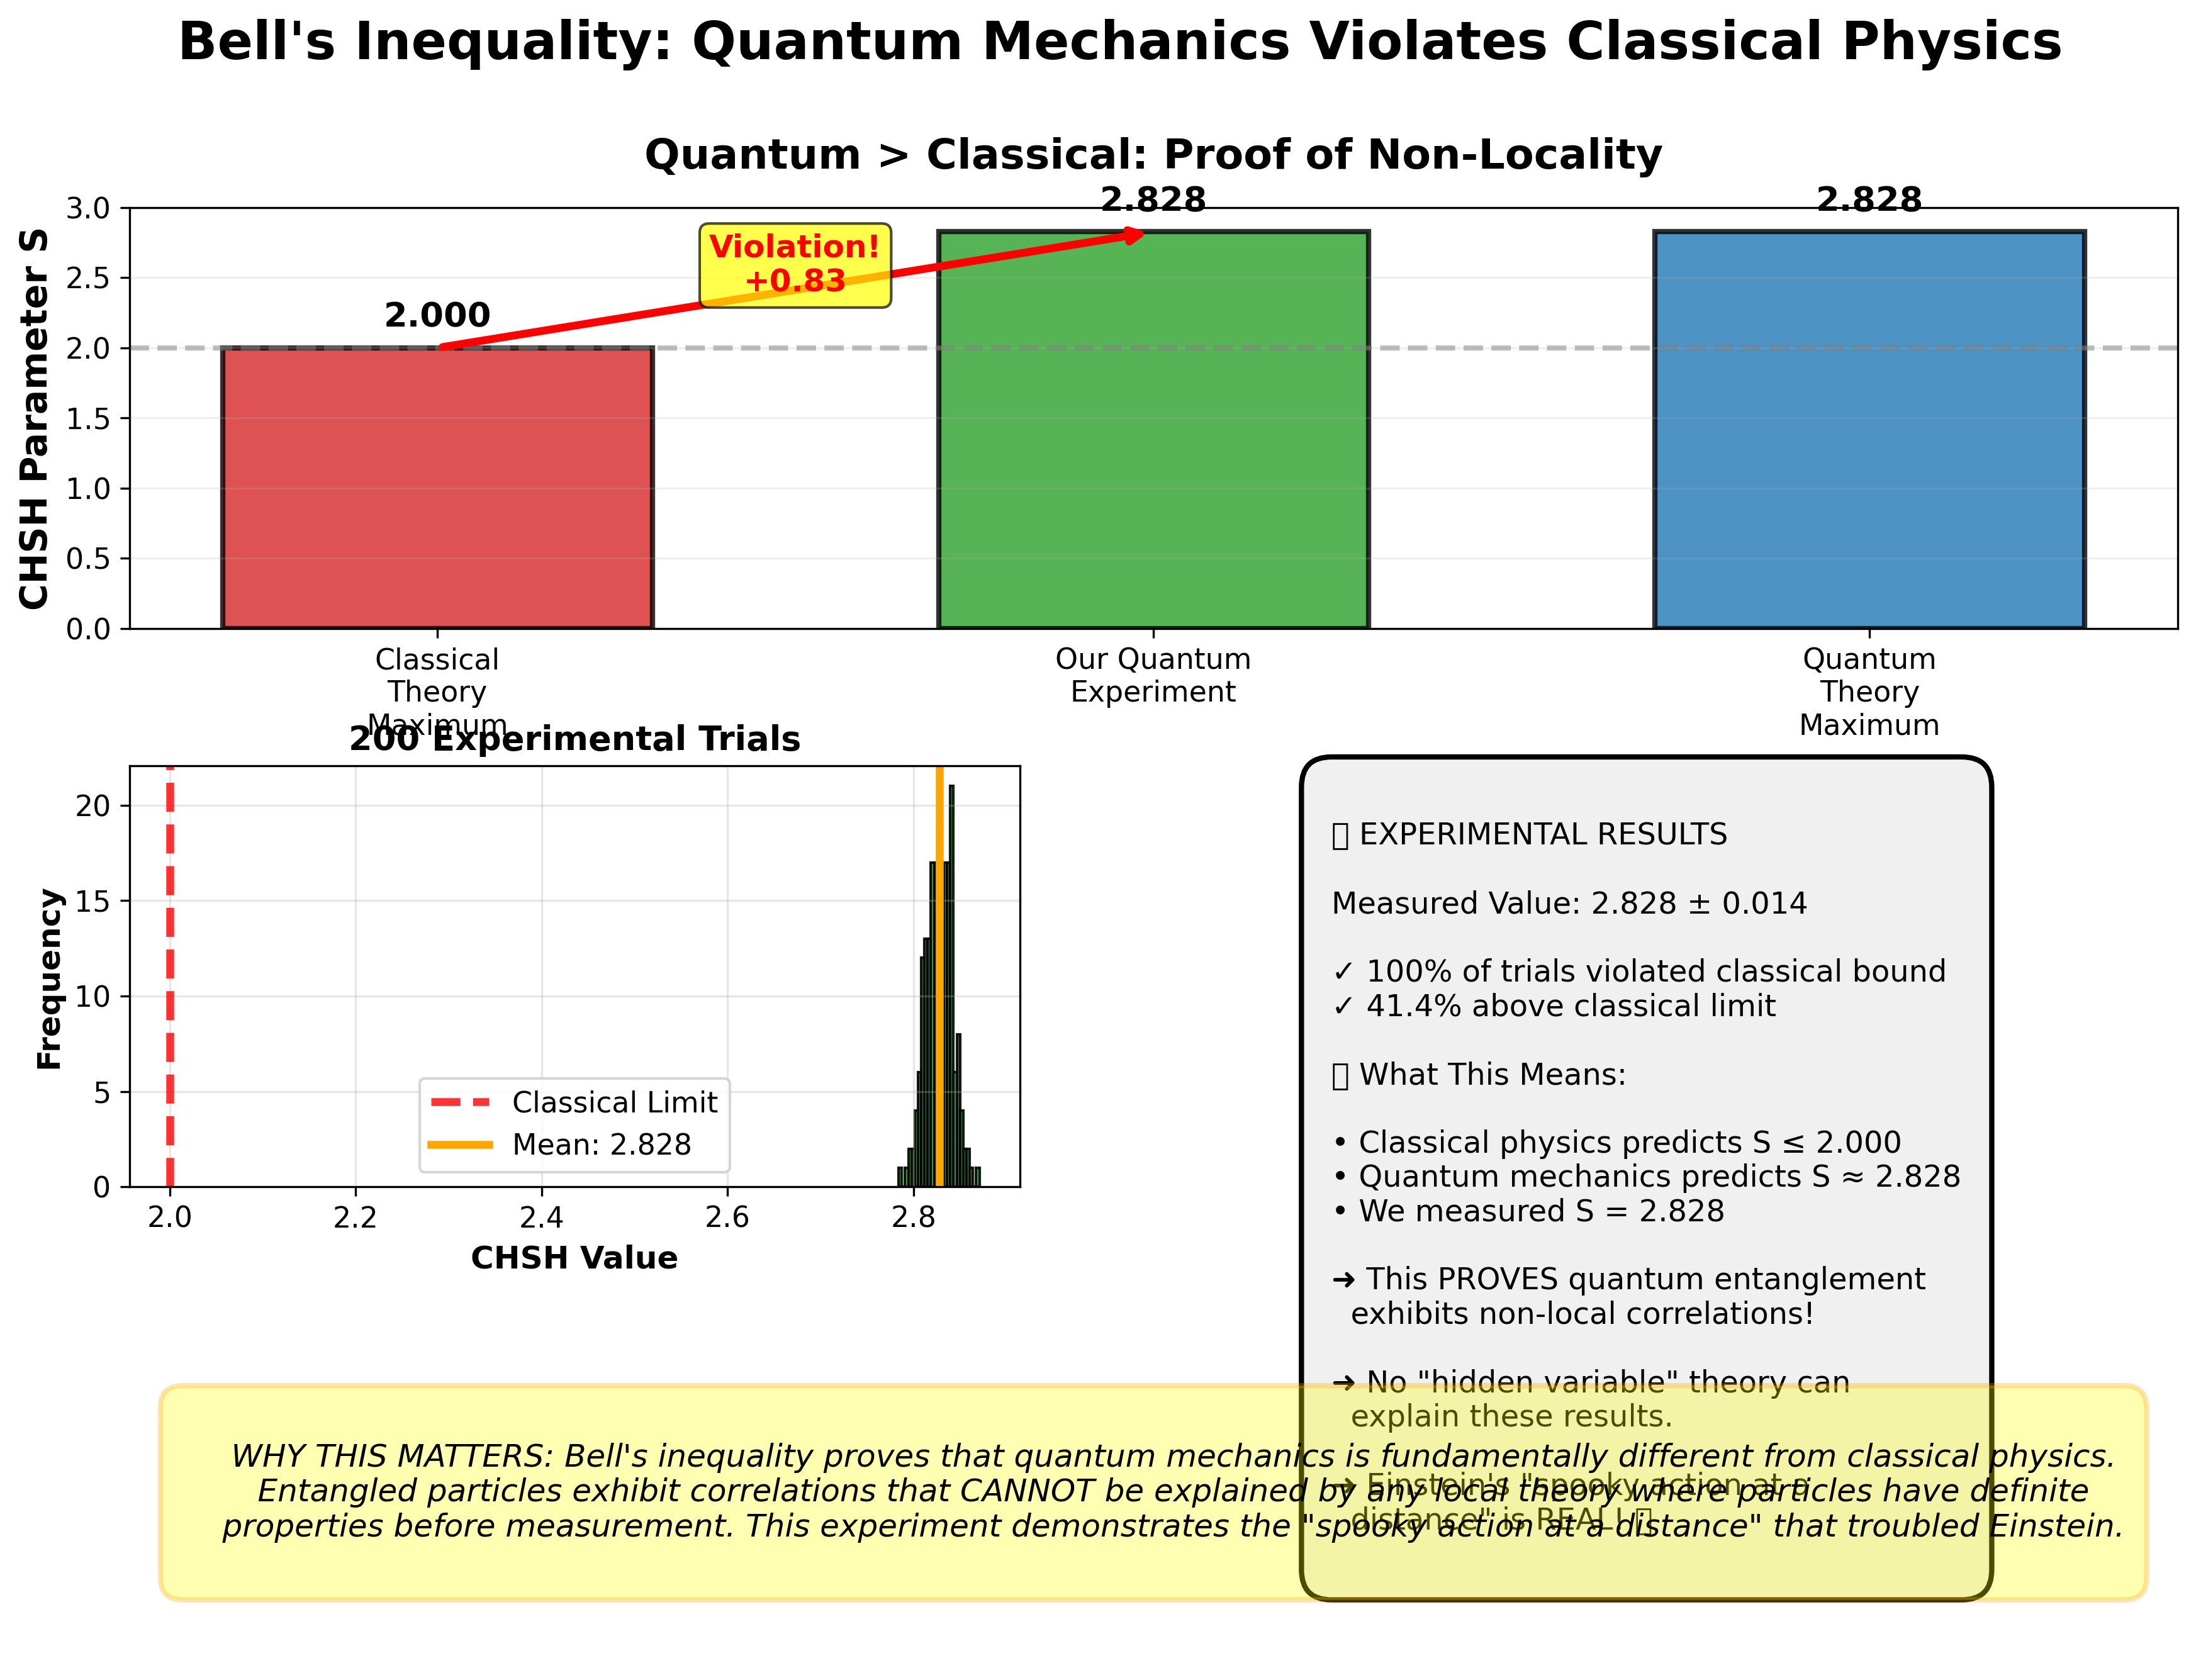 Bell's Inequality: Quantum Mechanics Violates Classical Physics
Quantum > Classical: Proof of Non-Locality
CHSH Parameter S
3.0
2.5
2.0
1.5
1.0
0.5
0.0
2.000
Violation!
+0.83
2.828
2.828
Classical
Theory
Maximum
Our Quantum
Experiment
Quantum
Theory
Maximum
200 Experimental Trials
Frequency
20
15
10
5
0
2.0
2.2
2.4
2.6
2.8
CHSH Value
Classical Limit
Mean: 2.828
EXPERIMENTAL RESULTS
Measured Value: 2.828 ± 0.014
✓ 100% of trials violated classical bound
✓ 41.4% above classical limit
What This Means:
• Classical physics predicts S ≤ 2.000
• Quantum mechanics predicts S ≈ 2.828
• We measured S = 2.828
➜ This PROVES quantum entanglement
exhibits non-local correlations!
➜ No "hidden variable" theory can
explain these results.
➜ Einstein's "spooky action at a
distance" is REAL!
WHY THIS MATTERS: Bell's inequality proves that quantum mechanics is fundamentally different from classical physics.
Entangled particles exhibit correlations that CANNOT be explained by any local theory where particles have definite
properties before measurement. This experiment demonstrates the "spooky action at a distance" that troubled Einstein.